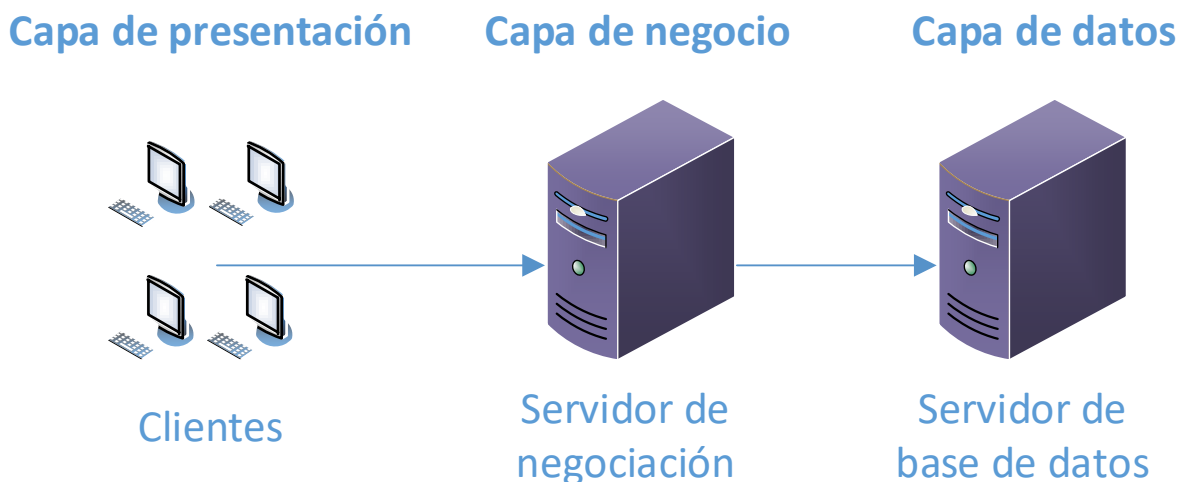 Capa de presentación
Capa de negocio
Capa de datos
Clientes
Servidor de
negociación
Servidor de
base de datos